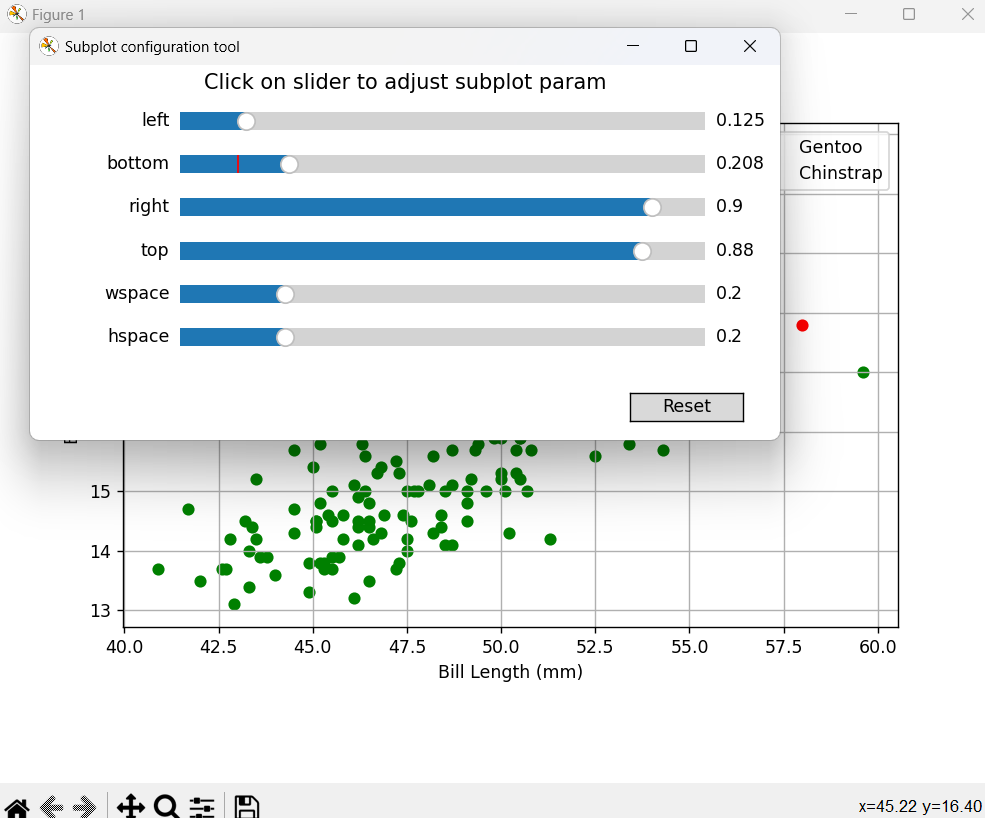 Figure 1
Subplot configuration tool
Click on slider to adjust subplot param
left 0.125
bottom 0.208
right 0.9
top 0.88
wspace 0.2
hspace 0.2
Reset
Gentoo
Chinstrap
15
14
13
40.0 42.5 45.0 47.5 50.0 52.5 55.0 57.5 60.0
Bill Length (mm)
x=45.22 y=16.40